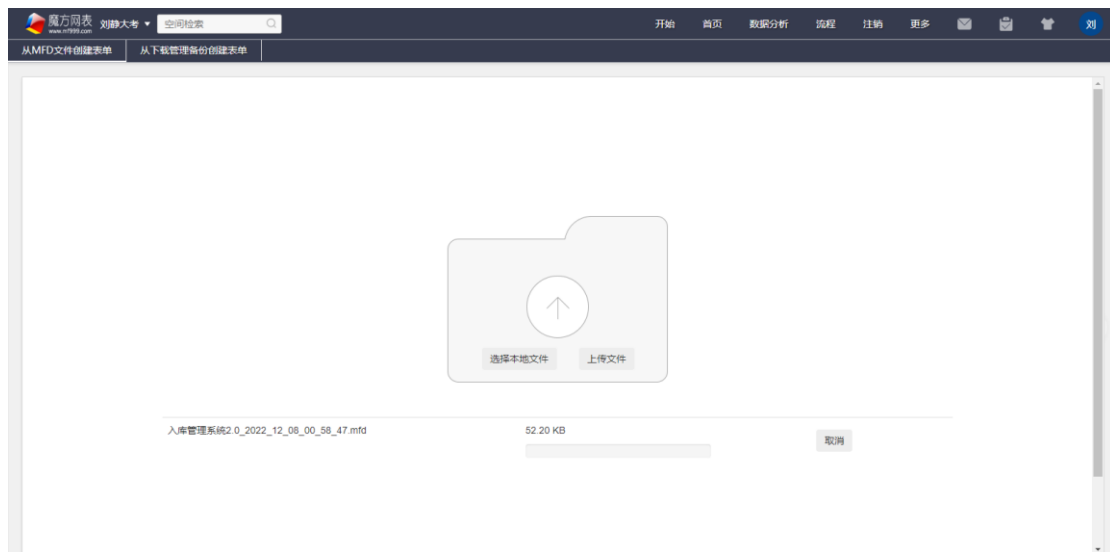 魔方网表 刘静大考 ▼ 空间检索 开始 首页 数据分析 流程 注销 更多 刘
www.mf999.com
从MFD文件创建表单 从下载管理备份创建表单
选择本地文件 上传文件
入库管理系统2.0_2022_12_08_00_58_47.mfd 52.20 KB
取消